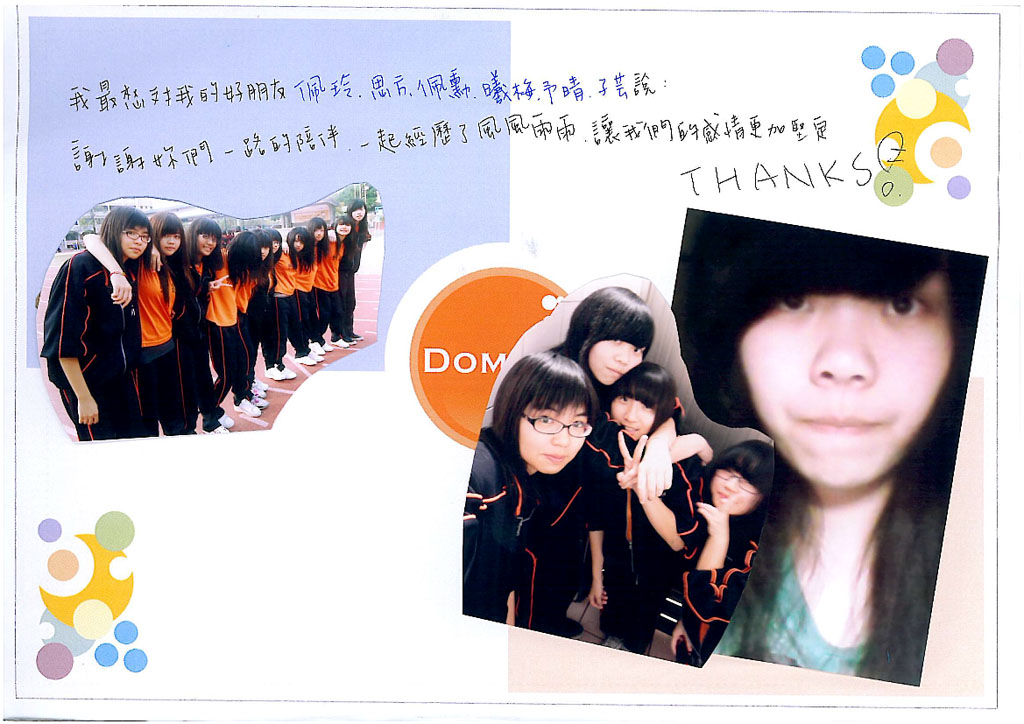 我最想對我的好朋友佩玲、思方、佩勳、曦梅、予晴、子芸說：
謝謝妳們一路的陪伴、一起經歷了風風雨雨、讓我們的感情更加堅定
THANKS
DOM